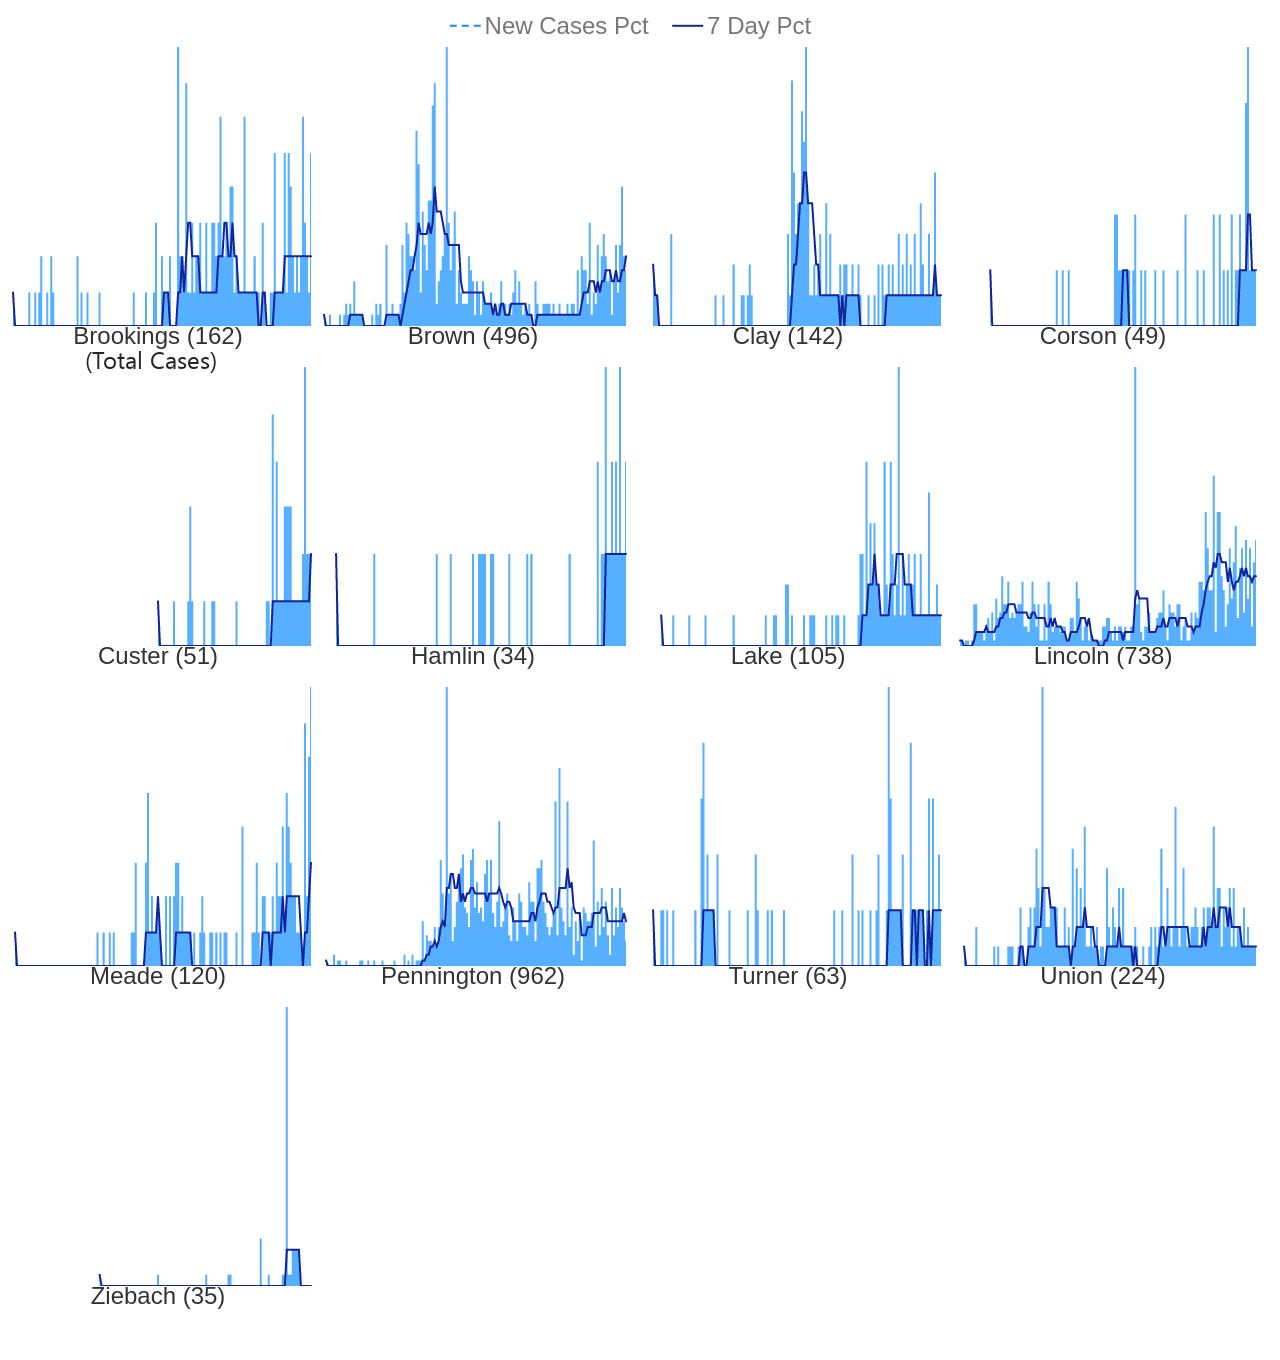 New Cases Pct 7 Day Pct
Brookings (162) Brown (496) Clay (142) Corson (49)
(Total Cases)
Custer (51) Hamlin (34) Lake (105) Lincoln (738)
Meade (120) Pennington (962) Turner (63) Union (224)
Ziebach (35)